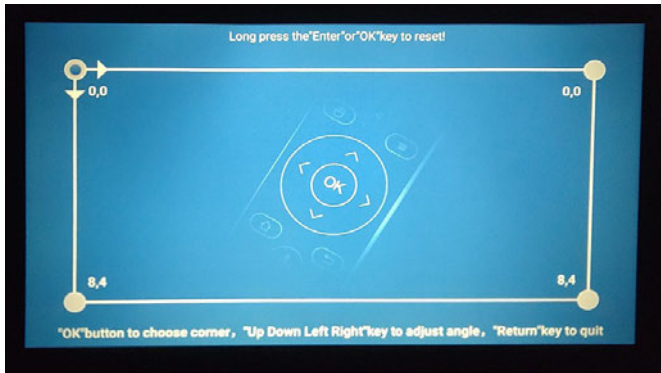 Long press the"Enter"or"OK"key to reset!
0,0
0,0
OK
8,4
8,4
"OK"button to choose corner，"Up Down Left Right"key to adjust angle，"Return"key to quit